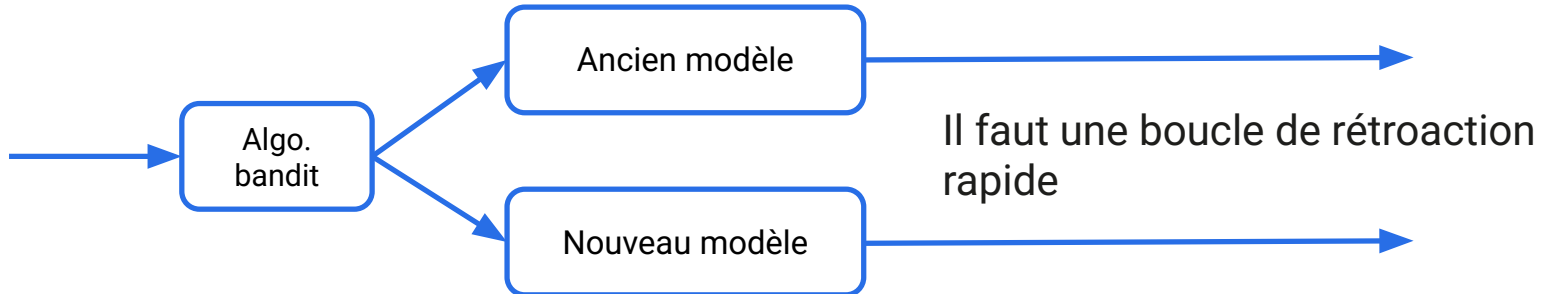 Ancien modèle
Algo.
bandit
Il faut une boucle de rétroaction
rapide
Nouveau modèle